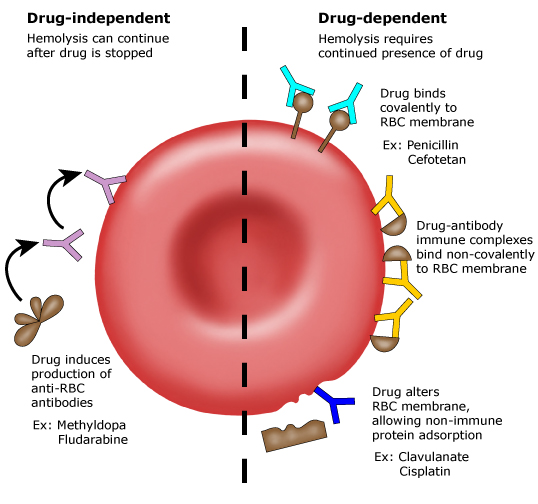 Drug-independent
Hemolysis can continue
after drug is stopped
Drug-dependent
Hemolysis requires
continued presence of drug
Drug binds
covalently to
RBC membrane
Ex: Penicillin
Cefotetan
Drug-antibody
immune complexes
bind non-covalently
to RBC membrane
Drug induces
production of
anti-RBC
antibodies
Ex: Methyldopa
Fludarabine
Drug alters
RBC membrane,
allowing non-immune
protein adsorption
Ex: Clavulanate
Cisplatin